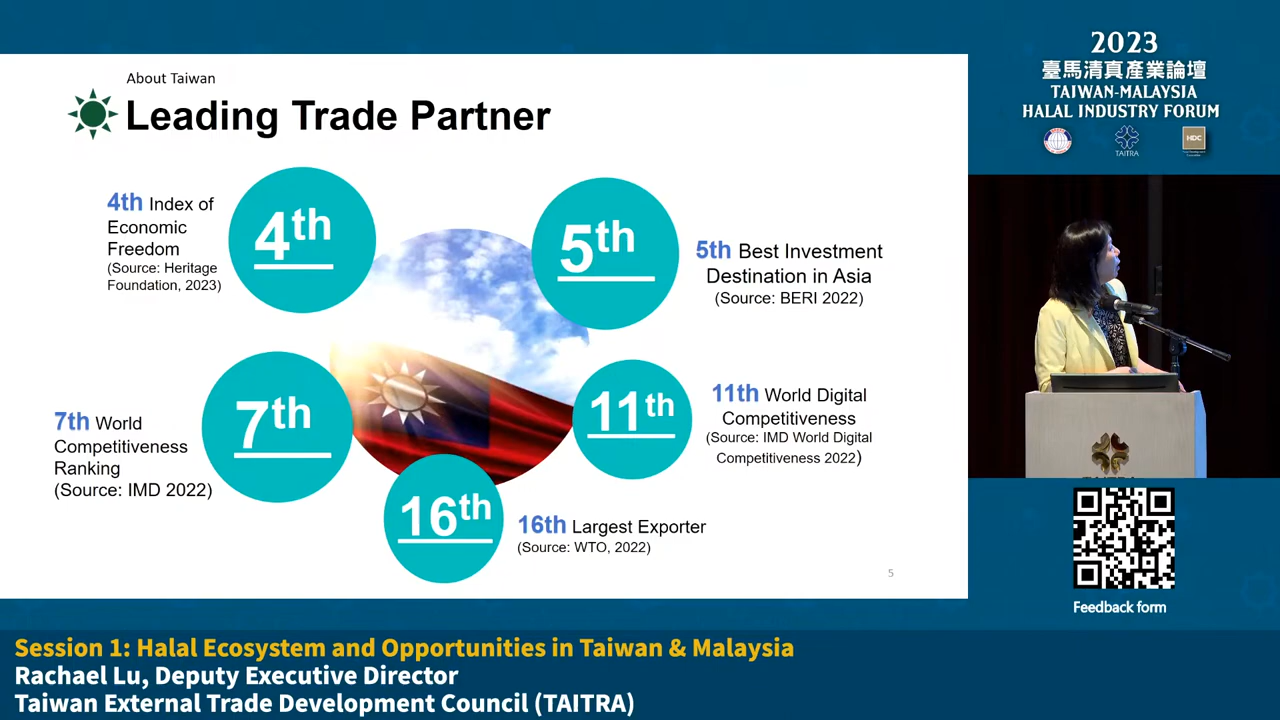 About Taiwan
Leading Trade Partner
4th Index of
Economic
Freedom
(Source: Heritage
Foundation, 2023)
4th
5th
5th Best Investment
Destination in Asia
(Source: BERI 2022)
7th World
Competitiveness
Ranking
(Source: IMD 2022)
7th
11th
11th World Digital
Competitiveness
(Source: IMD World Digital
Competitiveness 2022)
16th
16th Largest Exporter
(Source: WTO, 2022)
5
2023
臺馬清真產業論壇
TAIWAN-MALAYSIA
HALAL INDUSTRY FORUM
TAITRA
HDC
TAITRA
Feedback form
Session 1: Halal Ecosystem and Opportunities in Taiwan & Malaysia
Rachael Lu, Deputy Executive Director
Taiwan External Trade Development Council (TAITRA)